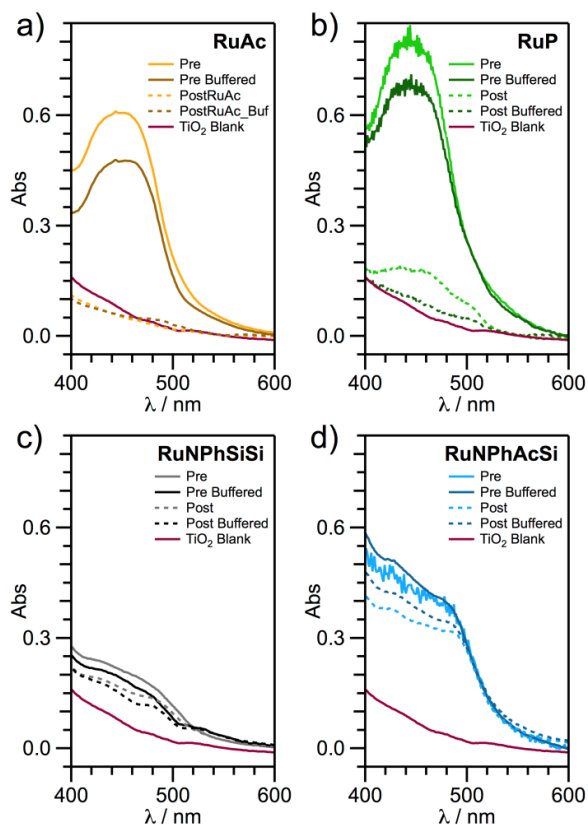 a)
RuAc
Pre
Pre Buffered
PostRuAc
PostRuAc_Buf
TiO₂ Blank
Abs
0.6
0.3
0.0
400
500
600
λ / nm
b)
RuP
Pre
Pre Buffered
Post
Post Buffered
TiO₂ Blank
Abs
0.6
0.3
0.0
400
500
600
λ / nm
c)
RuNPhSiSi
Pre
Pre Buffered
Post
Post Buffered
TiO₂ Blank
Abs
0.6
0.3
0.0
400
500
600
λ / nm
d)
RuNPhAcSi
Pre
Pre Buffered
Post
Post Buffered
TiO₂ Blank
Abs
0.6
0.3
0.0
400
500
600
λ / nm